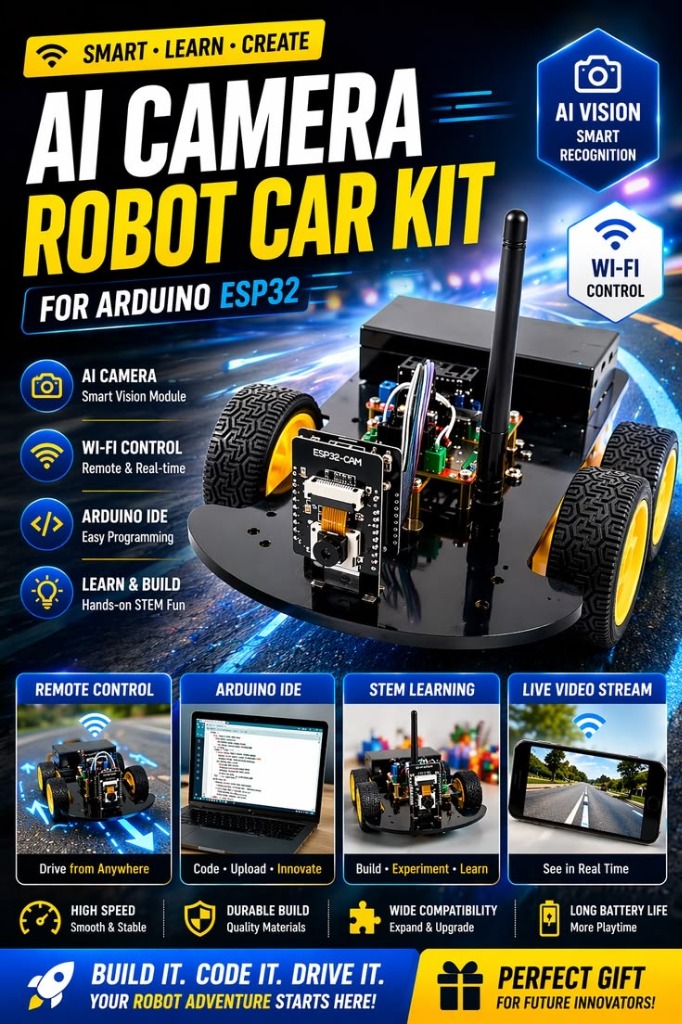 SMART · LEARN · CREATE
AI CAMERA
ROBOT CAR KIT
FOR ARDUINO ESP32
AI VISION
SMART
RECOGNITION
WI-FI
CONTROL
AI CAMERA
Smart Vision Module
WI-FI CONTROL
Remote & Real-time
ARDUINO IDE
Easy Programming
LEARN & BUILD
Hands-on STEM Fun
ESP32-CAM
REMOTE CONTROL
Drive from Anywhere
ARDUINO IDE
Code · Upload · Innovate
STEM LEARNING
Build · Experiment · Learn
LIVE VIDEO STREAM
See in Real Time
HIGH SPEED
Smooth & Stable
DURABLE BUILD
Quality Materials
WIDE COMPATIBILITY
Expand & Upgrade
LONG BATTERY LIFE
More Playtime
BUILD IT. CODE IT. DRIVE IT.
YOUR ROBOT ADVENTURE STARTS HERE!
PERFECT GIFT
FOR FUTURE INNOVATORS!